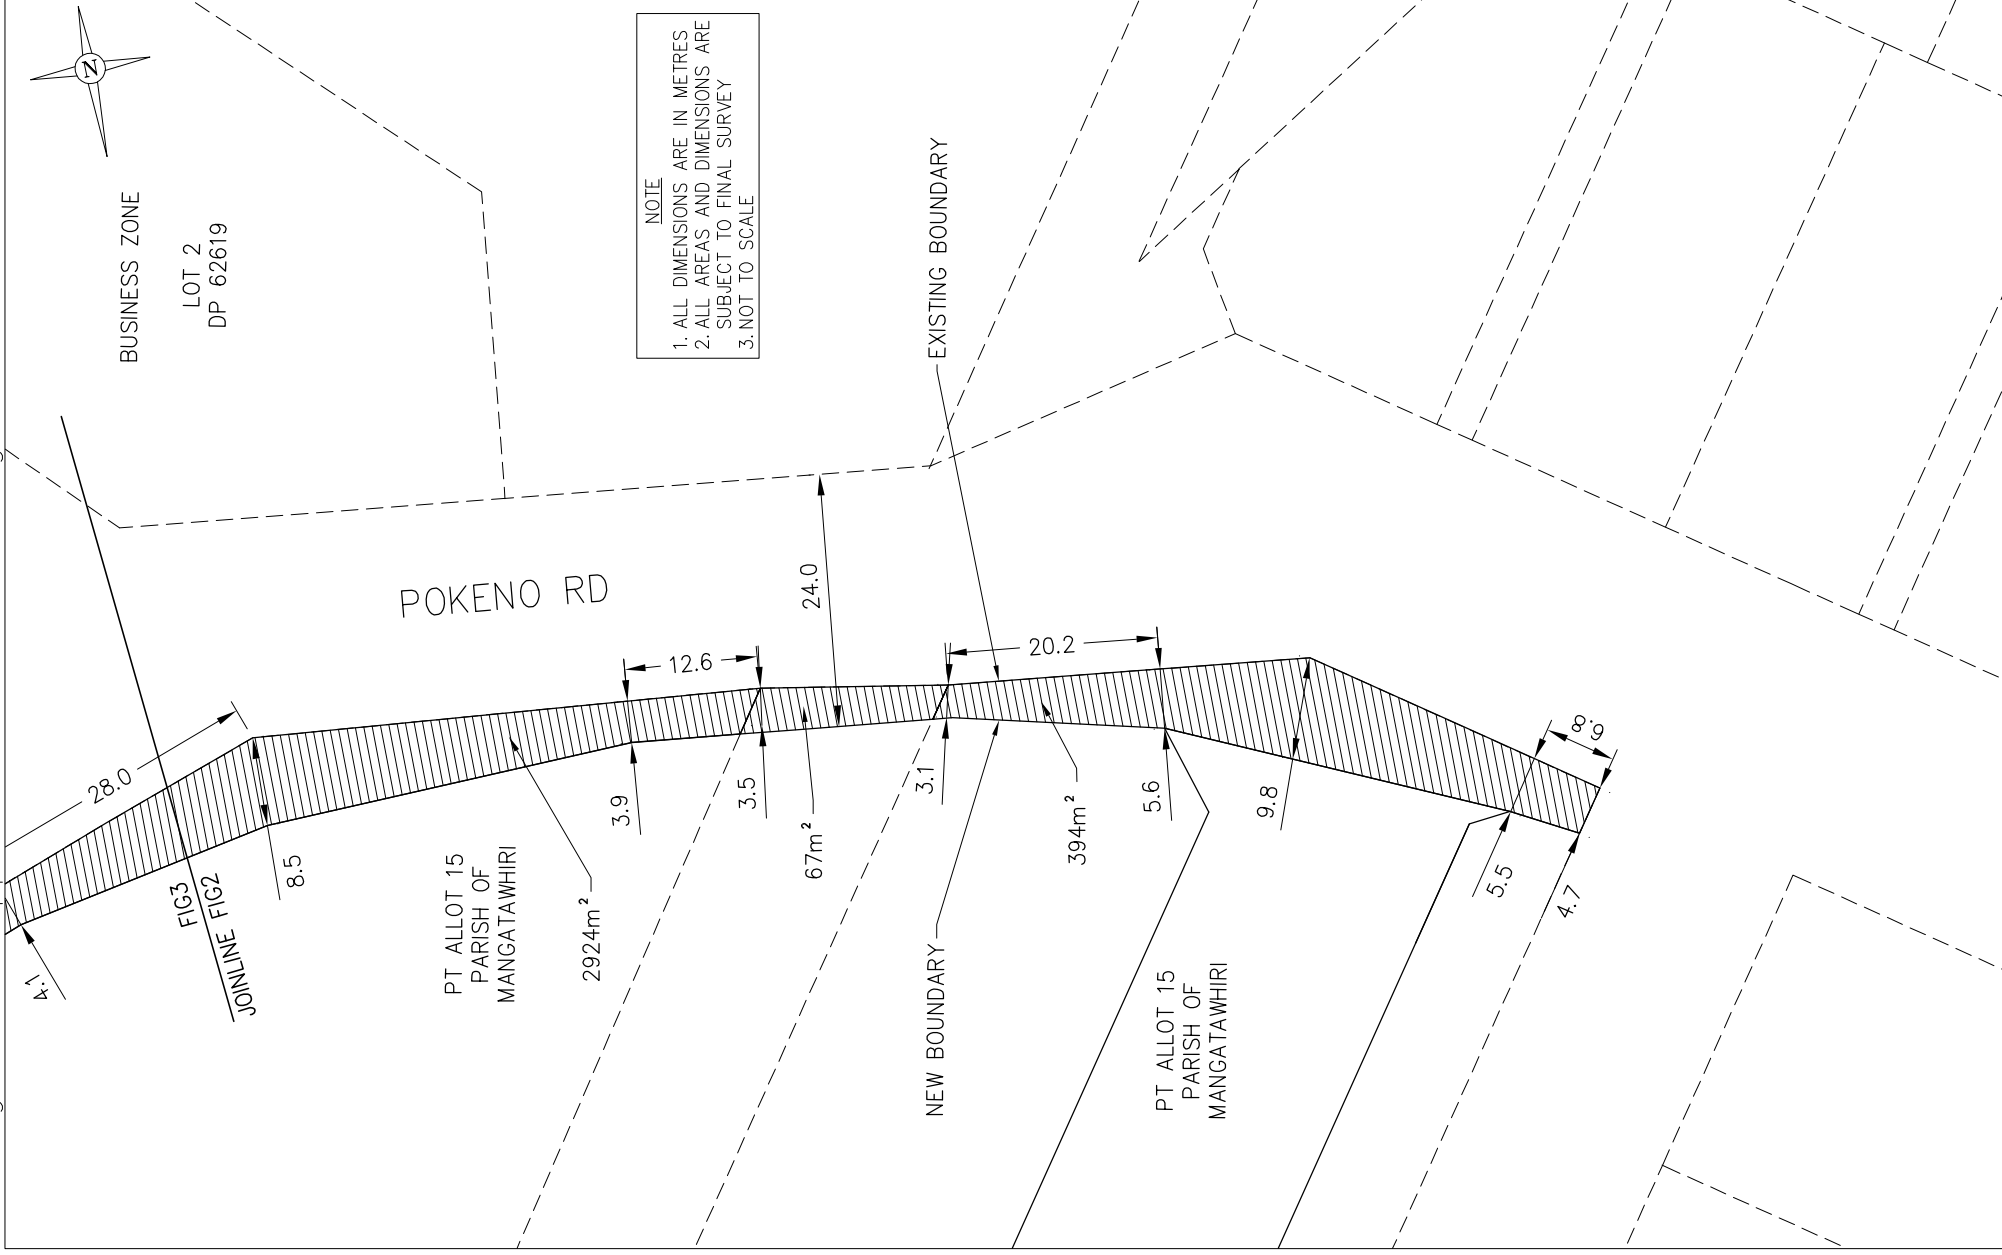 N
BUSINESS ZONE
LOT 2
DP 62619
NOTE
1. ALL DIMENSIONS ARE IN METRES
2. ALL AREAS AND DIMENSIONS ARE
SUBJECT TO FINAL SURVEY
3. NOT TO SCALE
EXISTING BOUNDARY
POKENO RD
24.0
28.0
12.6
20.2
6.8
4.1
FIG3
JOINLINE FIG2
8.5
3.9
3.5
3.1
5.6
9.8
5.5
4.7
PT ALLOT 15
PARISH OF
MANGATAWHIRI
2924m²
67m²
394m²
NEW BOUNDARY
PT ALLOT 15
PARISH OF
MANGATAWHIRI